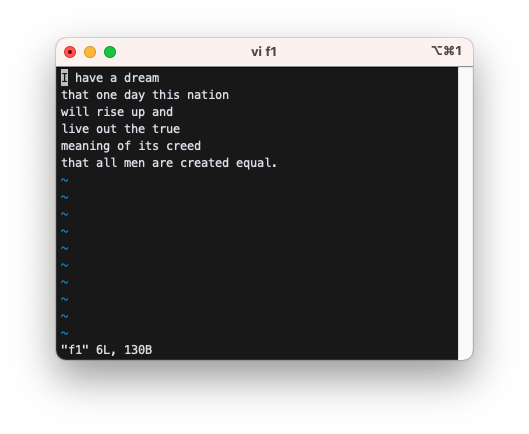 vi f1
⌥⌘1
I have a dream
that one day this nation
will rise up and
live out the true
meaning of its creed
that all men are created equal.
~
~
~
~
~
~
~
~
~
~
"f1" 6L, 130B